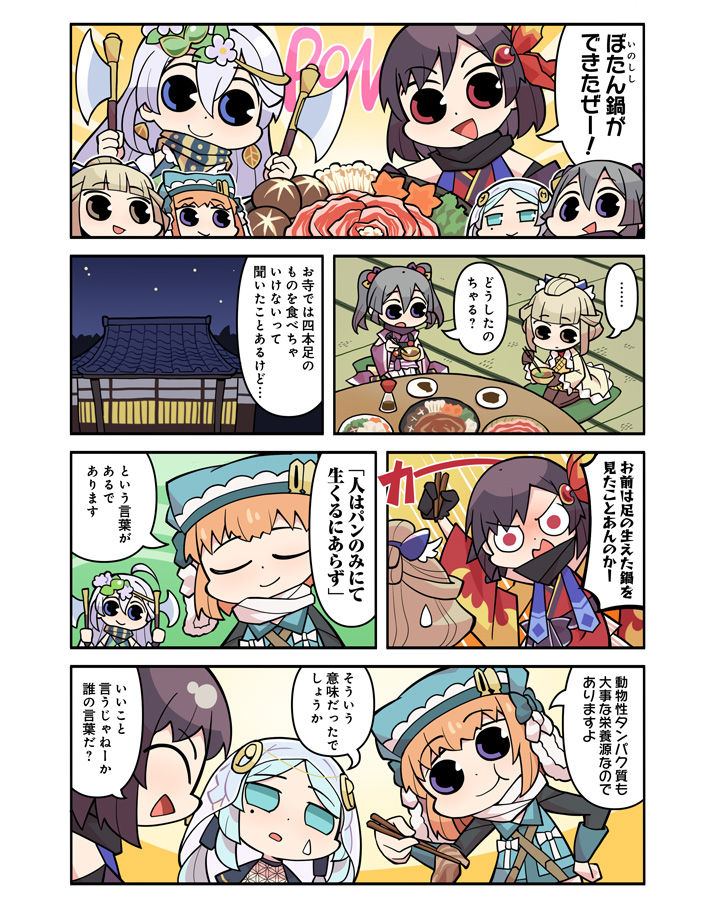 ぼたん鍋が
いのしし
できたぜー！
POM
……
どうしたの
ちゃる？
お寺では四本足の
ものを食べちゃ
いけないって
聞いたことあるけど…
お前は足の生えた鍋を
見たことあんのかー
カー
「人はパンのみにて
生くるにあらず」
という言葉が
あるで
あります
動物性タンパク質も
大事な栄養源なので
ありますよ
そういう
意味だったで
しょうか
いいこと
言うじゃねーか
誰の言葉だ？